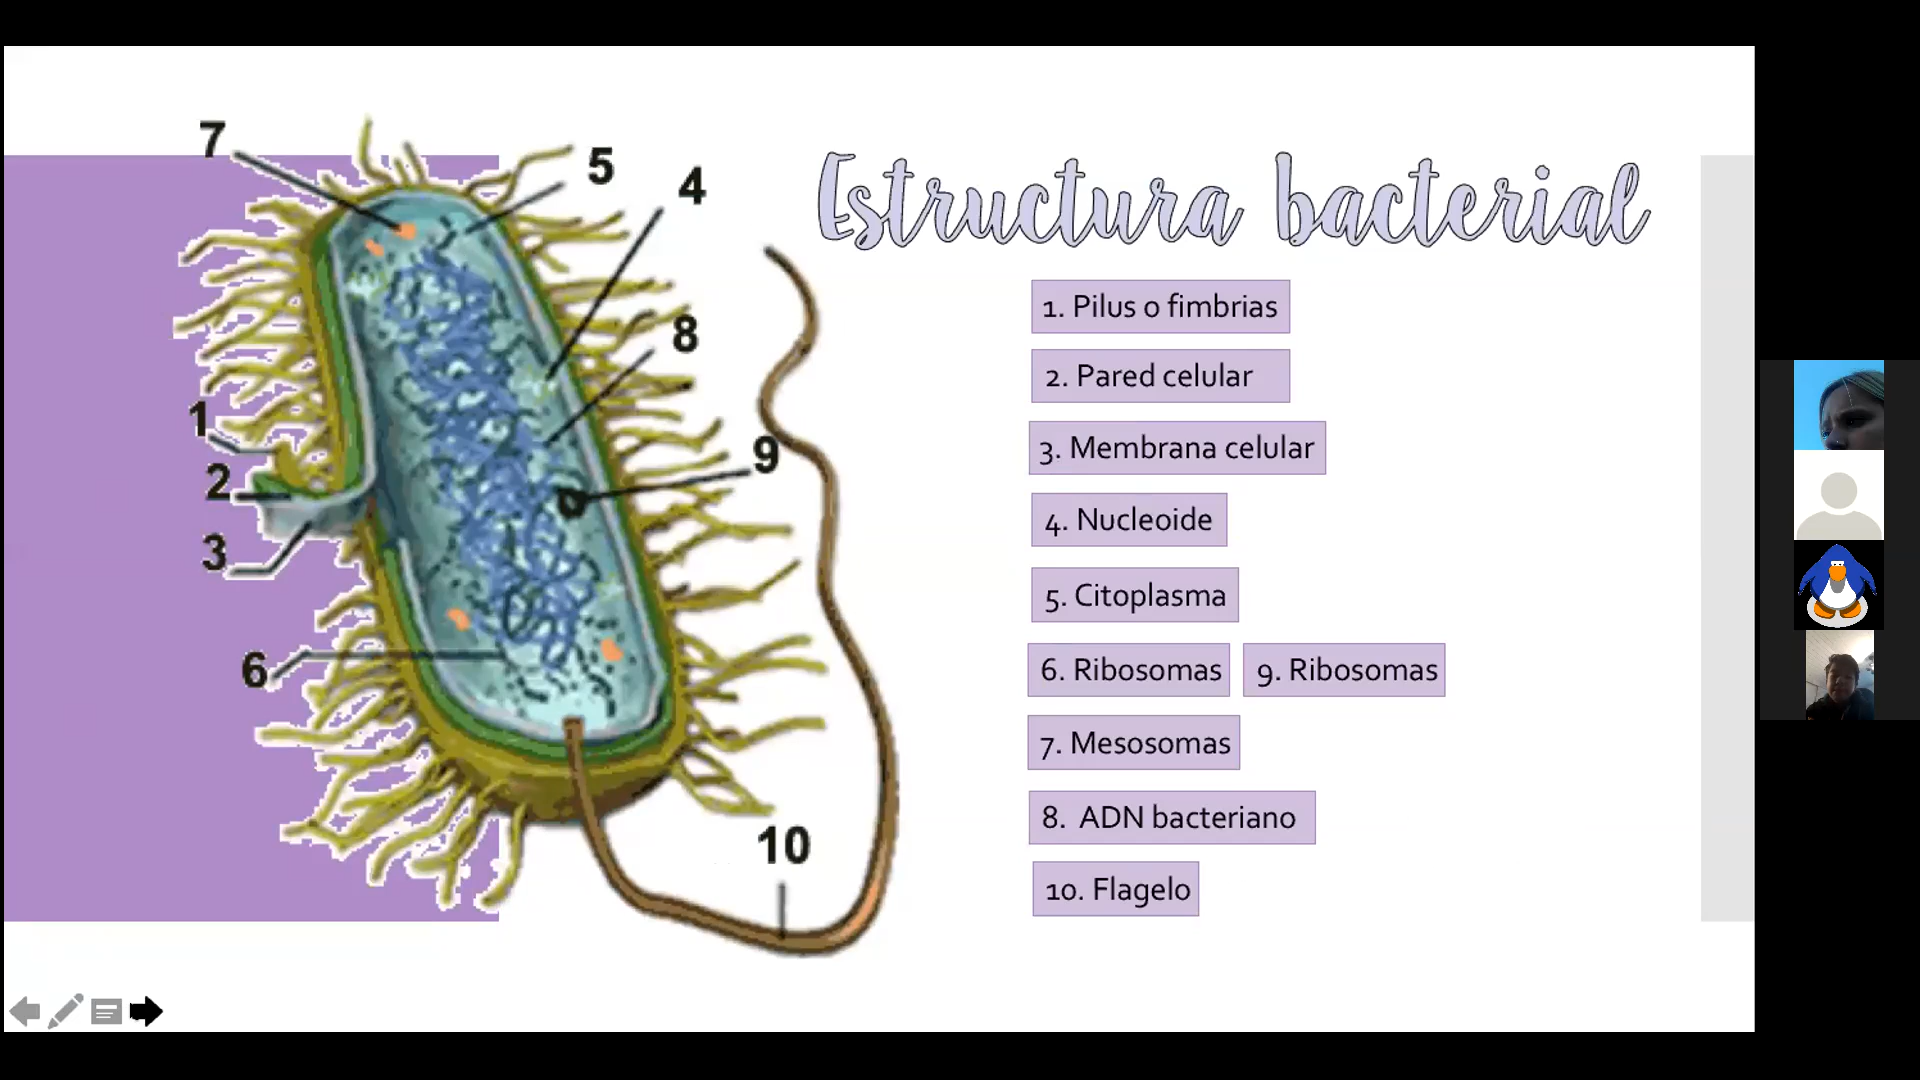 Estructura bacterial
7
5
4
8
1
9
2
3
6
10
1. Pilus o fimbrias
2. Pared celular
3. Membrana celular
4. Nucleoide
5. Citoplasma
6. Ribosomas
9. Ribosomas
7. Mesosomas
8. ADN bacteriano
10. Flagelo